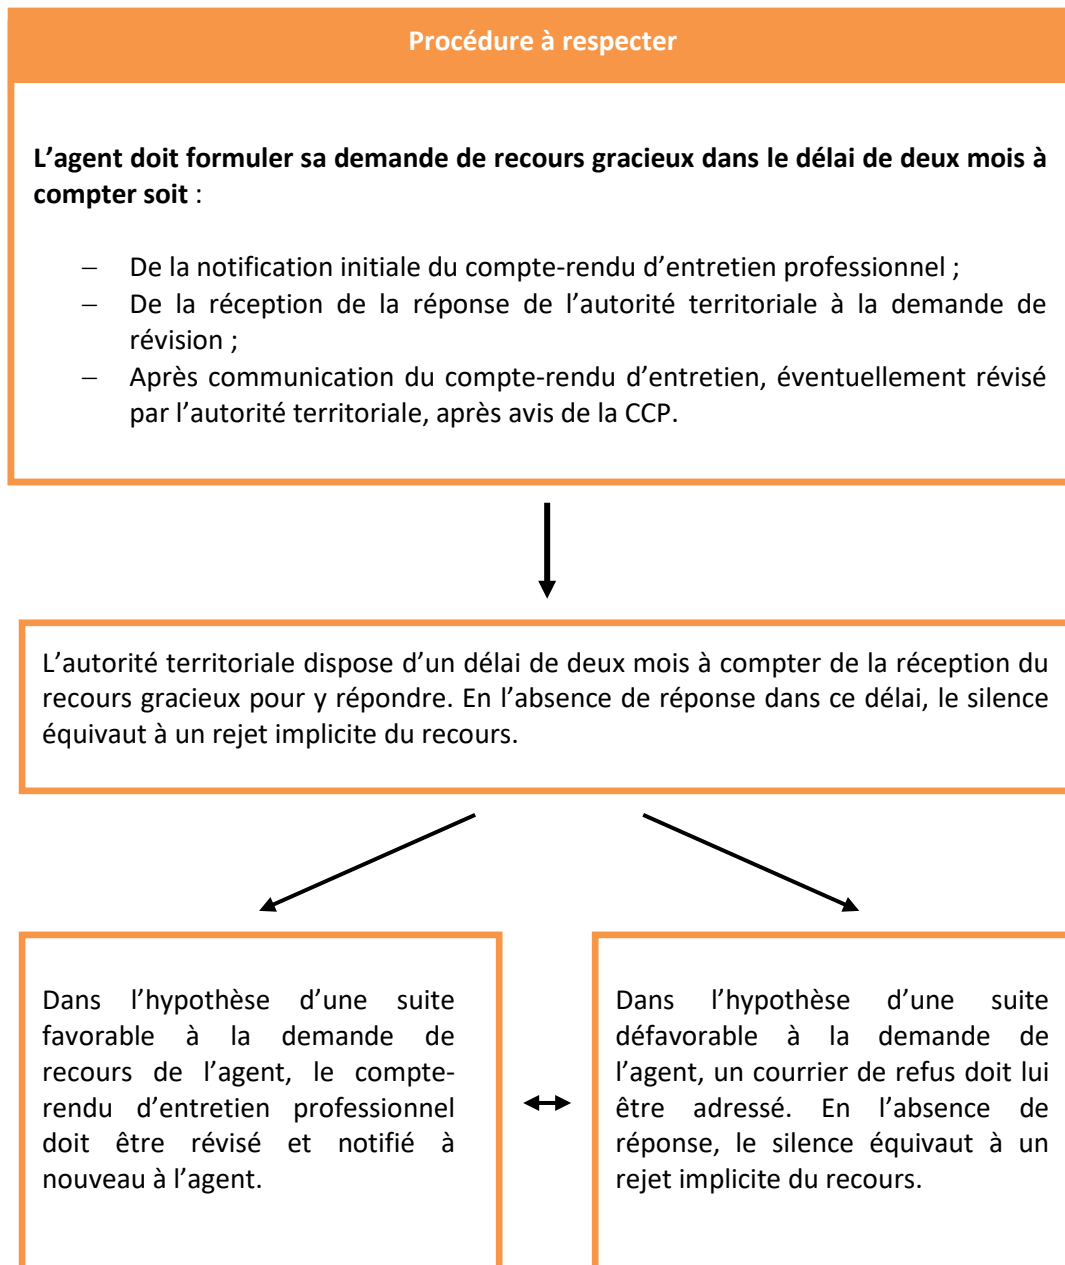 Procédure à respecter
L’agent doit formuler sa demande de recours gracieux dans le délai de deux mois à
compter soit :
– De la notification initiale du compte-rendu d’entretien professionnel ;
– De la réception de la réponse de l’autorité territoriale à la demande de
révision ;
– Après communication du compte-rendu d’entretien, éventuellement révisé
par l’autorité territoriale, après avis de la CCP.
L’autorité territoriale dispose d’un délai de deux mois à compter de la réception du
recours gracieux pour y répondre. En l’absence de réponse dans ce délai, le silence
équivaut à un rejet implicite du recours.
Dans l’hypothèse d’une suite
favorable à la demande de
recours de l’agent, le compte-
rendu d’entretien professionnel
doit être révisé et notifié à
nouveau à l’agent.
Dans l’hypothèse d’une suite
défavorable à la demande de
l’agent, un courrier de refus doit lui
être adressé. En l’absence de
réponse, le silence équivaut à un
rejet implicite du recours.